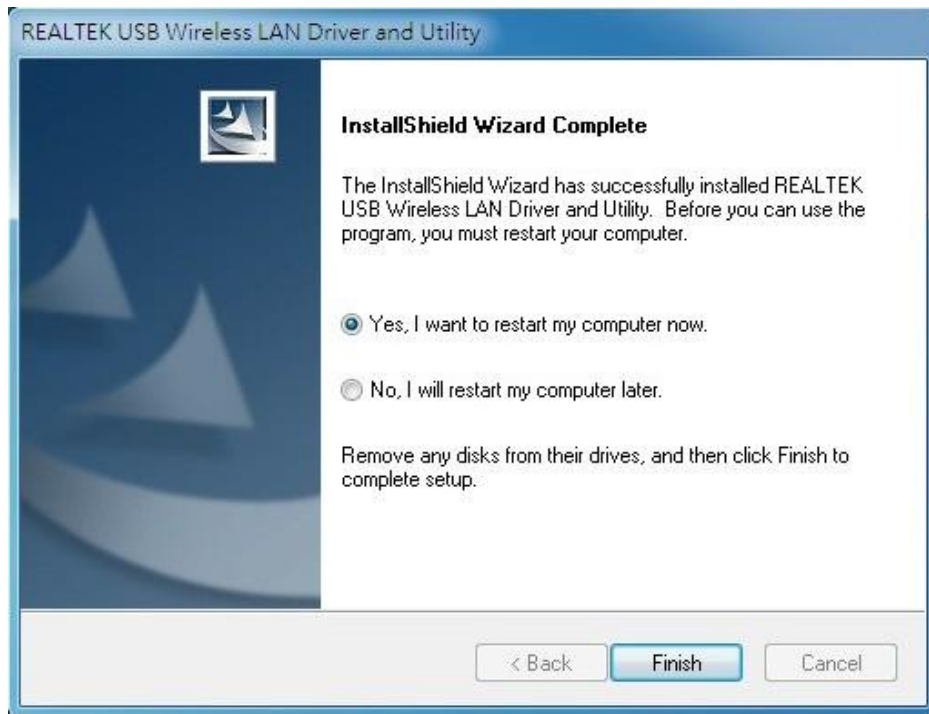 REALTEK USB Wireless LAN Driver and Utility
InstallShield Wizard Complete
The InstallShield Wizard has successfully installed REALTEK
USB Wireless LAN Driver and Utility.  Before you can use the
program, you must restart your computer.
Yes, I want to restart my computer now.
No, I will restart my computer later.
Remove any disks from their drives, and then click Finish to
complete setup.
< Back Finish Cancel